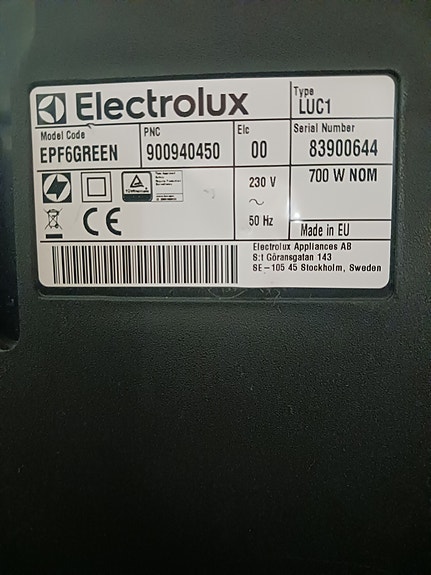 Electrolux
Type
LUC1
Model Code
EPF6GREEN
PNC
900940450
Elc
00
Serial Number
83900644
230 V
~
50 Hz
700 W NOM
Made in EU
CE
Electrolux Appliances AB
S:t Göransgatan 143
SE-105 45 Stockholm, Sweden